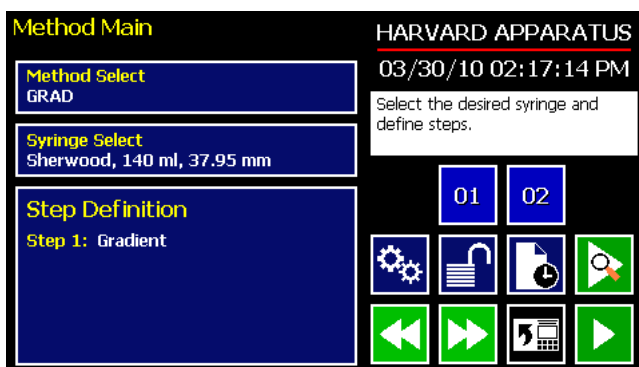 Method Main
Method Select
GRAD
Syringe Select
Sherwood, 140 ml, 37.95 mm
Step Definition
Step 1: Gradient
HARVARD APPARATUS
03/30/10 02:17:14 PM
Select the desired syringe and
define steps.
01 02